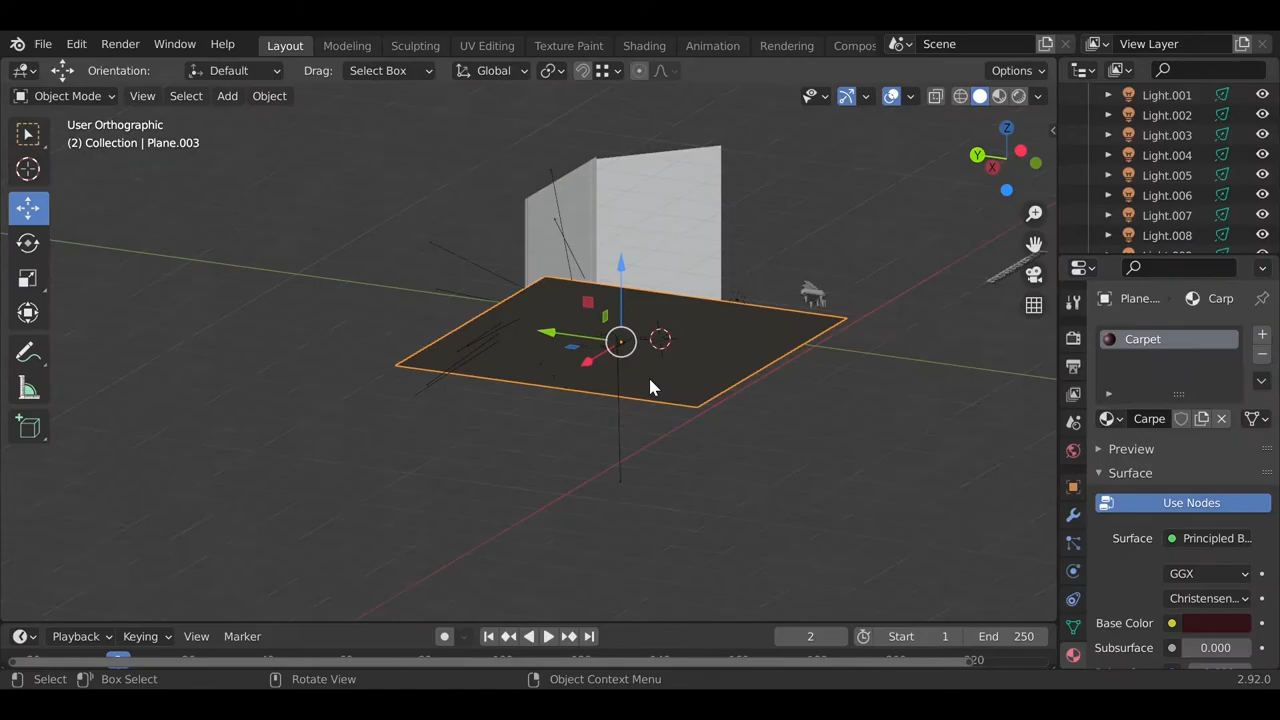 File Edit Render Window Help Layout Modeling Sculpting UV Editing Texture Paint Shading Animation Rendering Compos Scene View Layer
Orientation: Default Drag: Select Box Global Options
Object Mode View Select Add Object
User Orthographic
(2) Collection | Plane.003
Z
Y
X
Light.001
Light.002
Light.003
Light.004
Light.005
Light.006
Light.007
Light.008
Plane... Carp
Carpet
Carpe
Preview
Surface
Use Nodes
Surface Principled B...
GGX
Christensen...
Base Color
Subsurface 0.000
Playback Keying View Marker 2 Start 1 End 250
Select Box Select Rotate View Object Context Menu 2.92.0